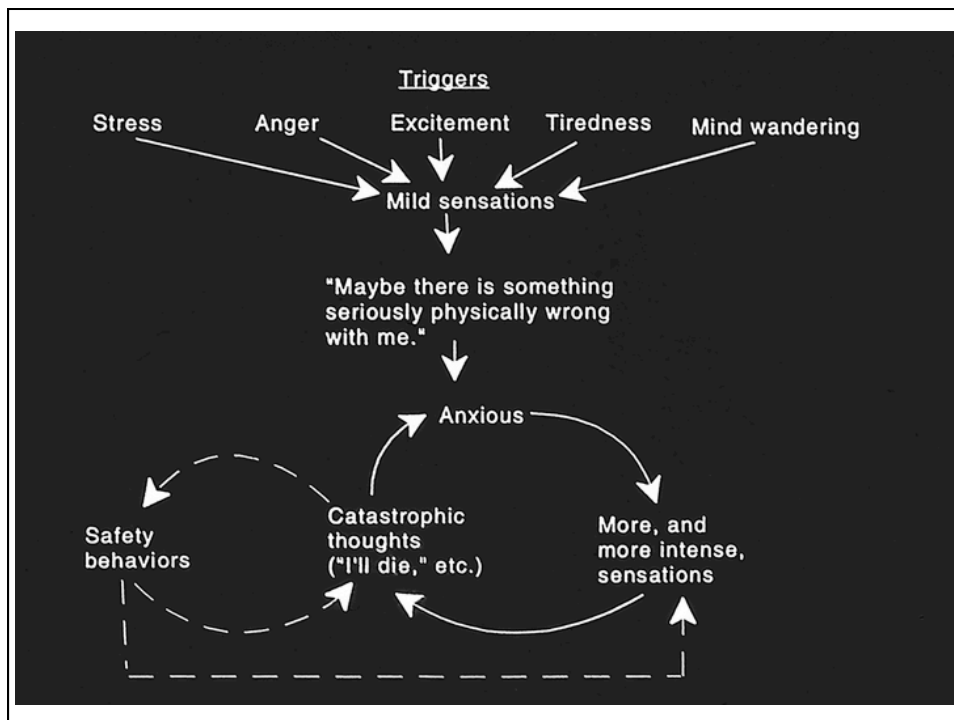 Triggers
Stress Anger Excitement Tiredness Mind wandering
Mild sensations
"Maybe there is something
seriously physically wrong
with me."
Anxious
Safety
behaviors
Catastrophic
thoughts
("I'll die," etc.)
More, and
more intense,
sensations